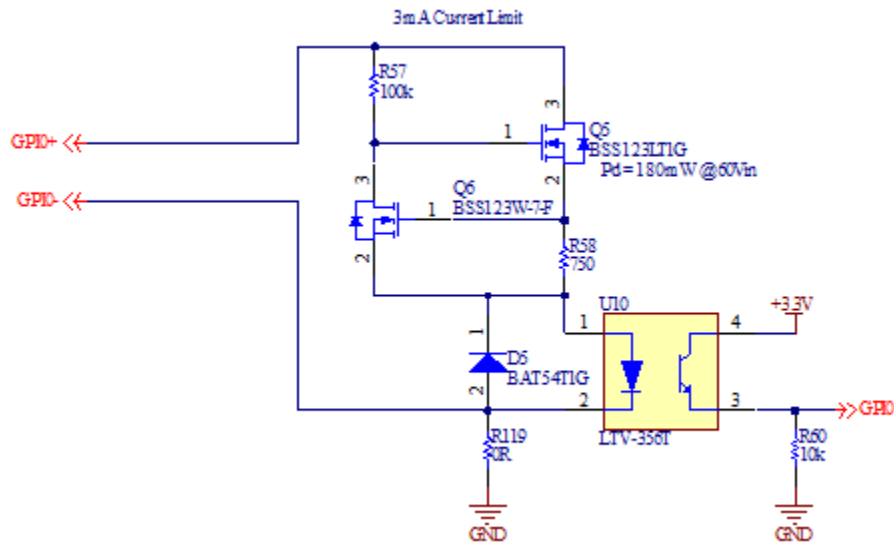 3mA Current Limit
R57
100k
3
GPI0+
1
Q5
BSS123LT1G
Pd = 180mW @60Vin
3
2
Q6
GPI0-
1
BSS123W-7-F
R58
750
2
U10
+3.3V
1
1
4
D5
BAT54T1G
2
2
3
GPI0
R119
0R
LTV-356T
R60
10k
GND
GND